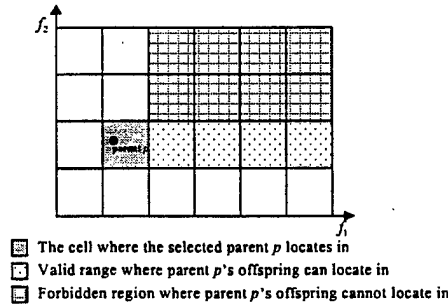 f₂
parent p
f₁
The cell where the selected parent p locates in
Valid range where parent p's offspring can locate in
Forbidden region where parent p's offspring cannot locate in